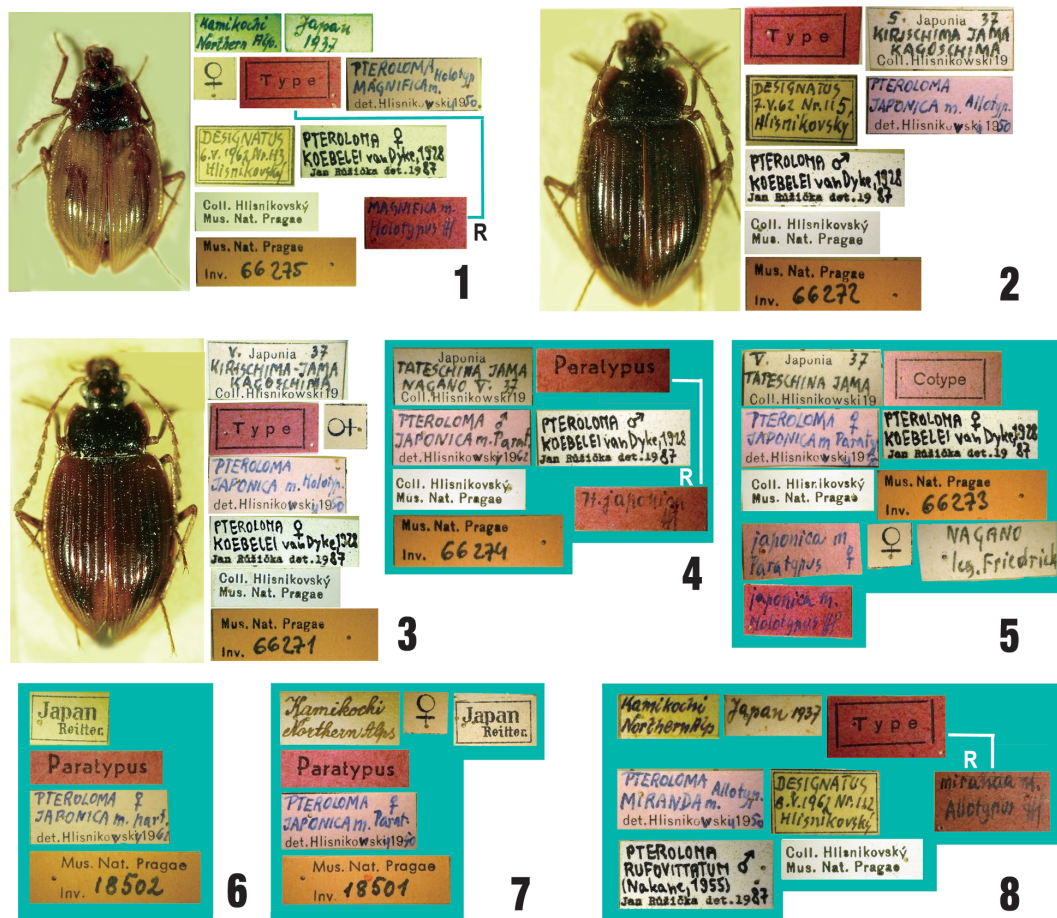 Kamikochi
Northern Alp.
Japan
1937
♀
Type
PTEROLOMA Holotyp.
MAGNIFICA m.
det. Hlisnikowski 1950
DESIGNATUS
6.V.1962 Nr.113
Hlisnikovský
PTEROLOMA ♀
KOEBELEI van Dyke, 1928
Jan Růžička det. 1987
Coll. Hlisnikovský
Mus. Nat. Pragae
MAGNIFICA m.
Holotypus H
R
Mus. Nat. Pragae
Inv. 66275
1
Type
S. Japonia 37
KIRISCHIMA JAMA
KAGOSCHIMA
Coll. Hlisnikowski 19
DESIGNATUS
7.V.62 Nr.115
Hlisnikovský
PTEROLOMA
JAPONICA m. Allotyp.
det. Hlisnikowski 1950
PTEROLOMA ♂
KOEBELEI van Dyke, 1928
Jan Růžička det. 1987
Coll. Hlisnikovský
Mus. Nat. Pragae
Mus. Nat. Pragae
Inv. 66272
2
V. Japonia 37
KIRISCHIMA-JAMA
KAGOSCHIMA
Coll. Hlisnikowski 19
Type
♀
PTEROLOMA
JAPONICA m. Holotyp.
det. Hlisnikowski 1950
PTEROLOMA ♀
KOEBELEI van Dyke, 1928
Jan Růžička det. 1987
Coll. Hlisnikovský
Mus. Nat. Pragae
Mus. Nat. Pragae
Inv. 66271
3
Japonia
TATESCHINA JAMA
NAGANO V. 37
Coll. Hlisnikowski 19
Paratypus
PTEROLOMA ♂
JAPONICA m. Parat.
det. Hlisnikowski 1962
PTEROLOMA ♂
KOEBELEI van Dyke, 1928
Jan Růžička det. 1987
Coll. Hlisnikovský
Mus. Nat. Pragae
R
H. japonica
Mus. Nat. Pragae
Inv. 66274
4
V. Japonia 37
TATESCHINA JAMA
Coll. Hlisnikowski 19
Cotype
PTEROLOMA ♀
JAPONICA m. Paratyp.
det. Hlisnikowski
PTEROLOMA ♀
KOEBELEI van Dyke, 1928
Jan Růžička det. 1987
Coll. Hlisnikovský
Mus. Nat. Pragae
Mus. Nat. Pragae
Inv. 66273
japonica m
Paratypus ♀
♀
NAGANO
leg. Friedrich
japonica m.
Holotypus H
5
Japan
Reitter.
Paratypus
PTEROLOMA ♀
JAPONICA m. part.
det. Hlisnikowski 1962
Mus. Nat. Pragae
Inv. 18502
6
Kamikochi
Northern Alps
♀
Japan
Reitter.
Paratypus
PTEROLOMA ♀
JAPONICA m. Parat.
det. Hlisnikowski 1950
Mus. Nat. Pragae
Inv. 18501
7
Kamikochi
Northern Alp
Japan 1937
Type
R
PTEROLOMA Allotyp.
MIRANDA m.
det. Hlisnikowski 1950
DESIGNATUS
8.V.1962 Nr.112
Hlisnikovský
miranda m.
Allotypus H
PTEROLOMA ♂
RUFOVITTATUM
(Nakane, 1955)
Jan Růžička det. 1987
Coll. Hlisnikovský
Mus. Nat. Pragae
8